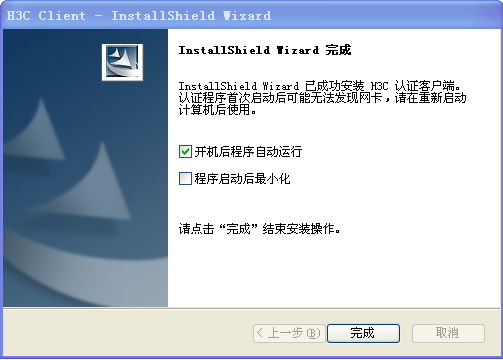 H3C Client - InstallShield Wizard
InstallShield Wizard 完成
InstallShield Wizard 已成功安装 H3C 认证客户端。
认证程序首次启动后可能无法发现网卡，请在重新启动
计算机后使用。
开机后程序自动运行
程序启动后最小化
请点击“完成”结束安装操作。
< 上一步(B)
完成
取消